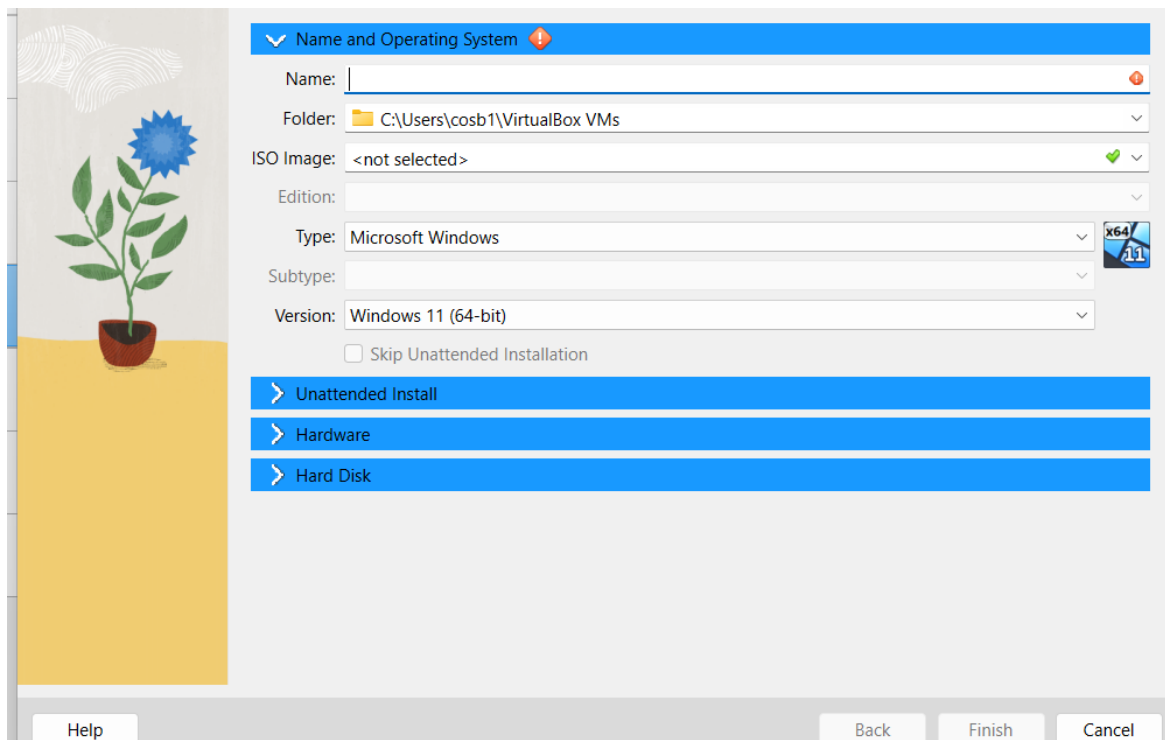 Name and Operating System
Name:
Folder: C:\Users\cosb1\VirtualBox VMs
ISO Image: <not selected>
Edition:
Type: Microsoft Windows x64
11
Subtype:
Version: Windows 11 (64-bit)
Skip Unattended Installation
Unattended Install
Hardware
Hard Disk
Help Back Finish Cancel